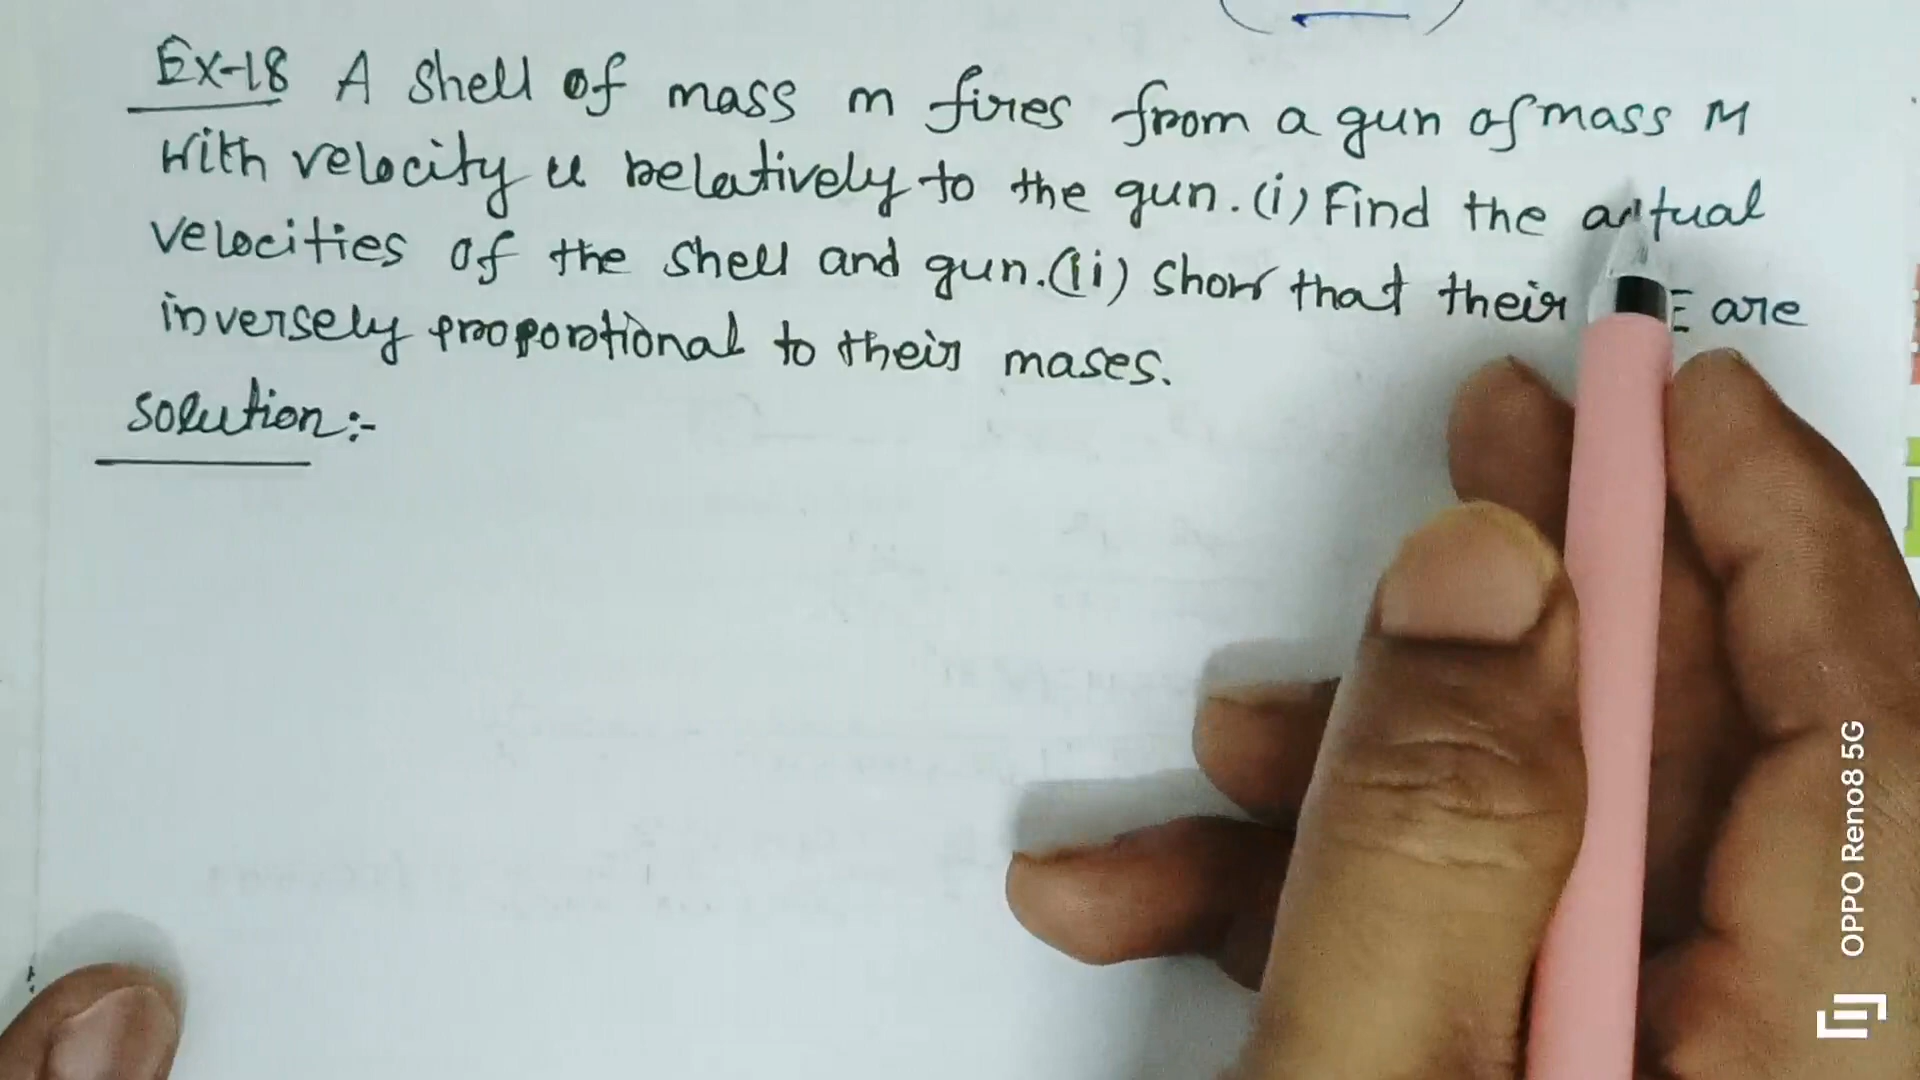 Ex-18 A shell of mass m fires from a gun of mass M
with velocity u relatively to the gun. (i) Find the actual
velocities of the shell and gun. (ii) show that their are
inversely proportional to their mases.
solution :-
OPPO Reno8 5G